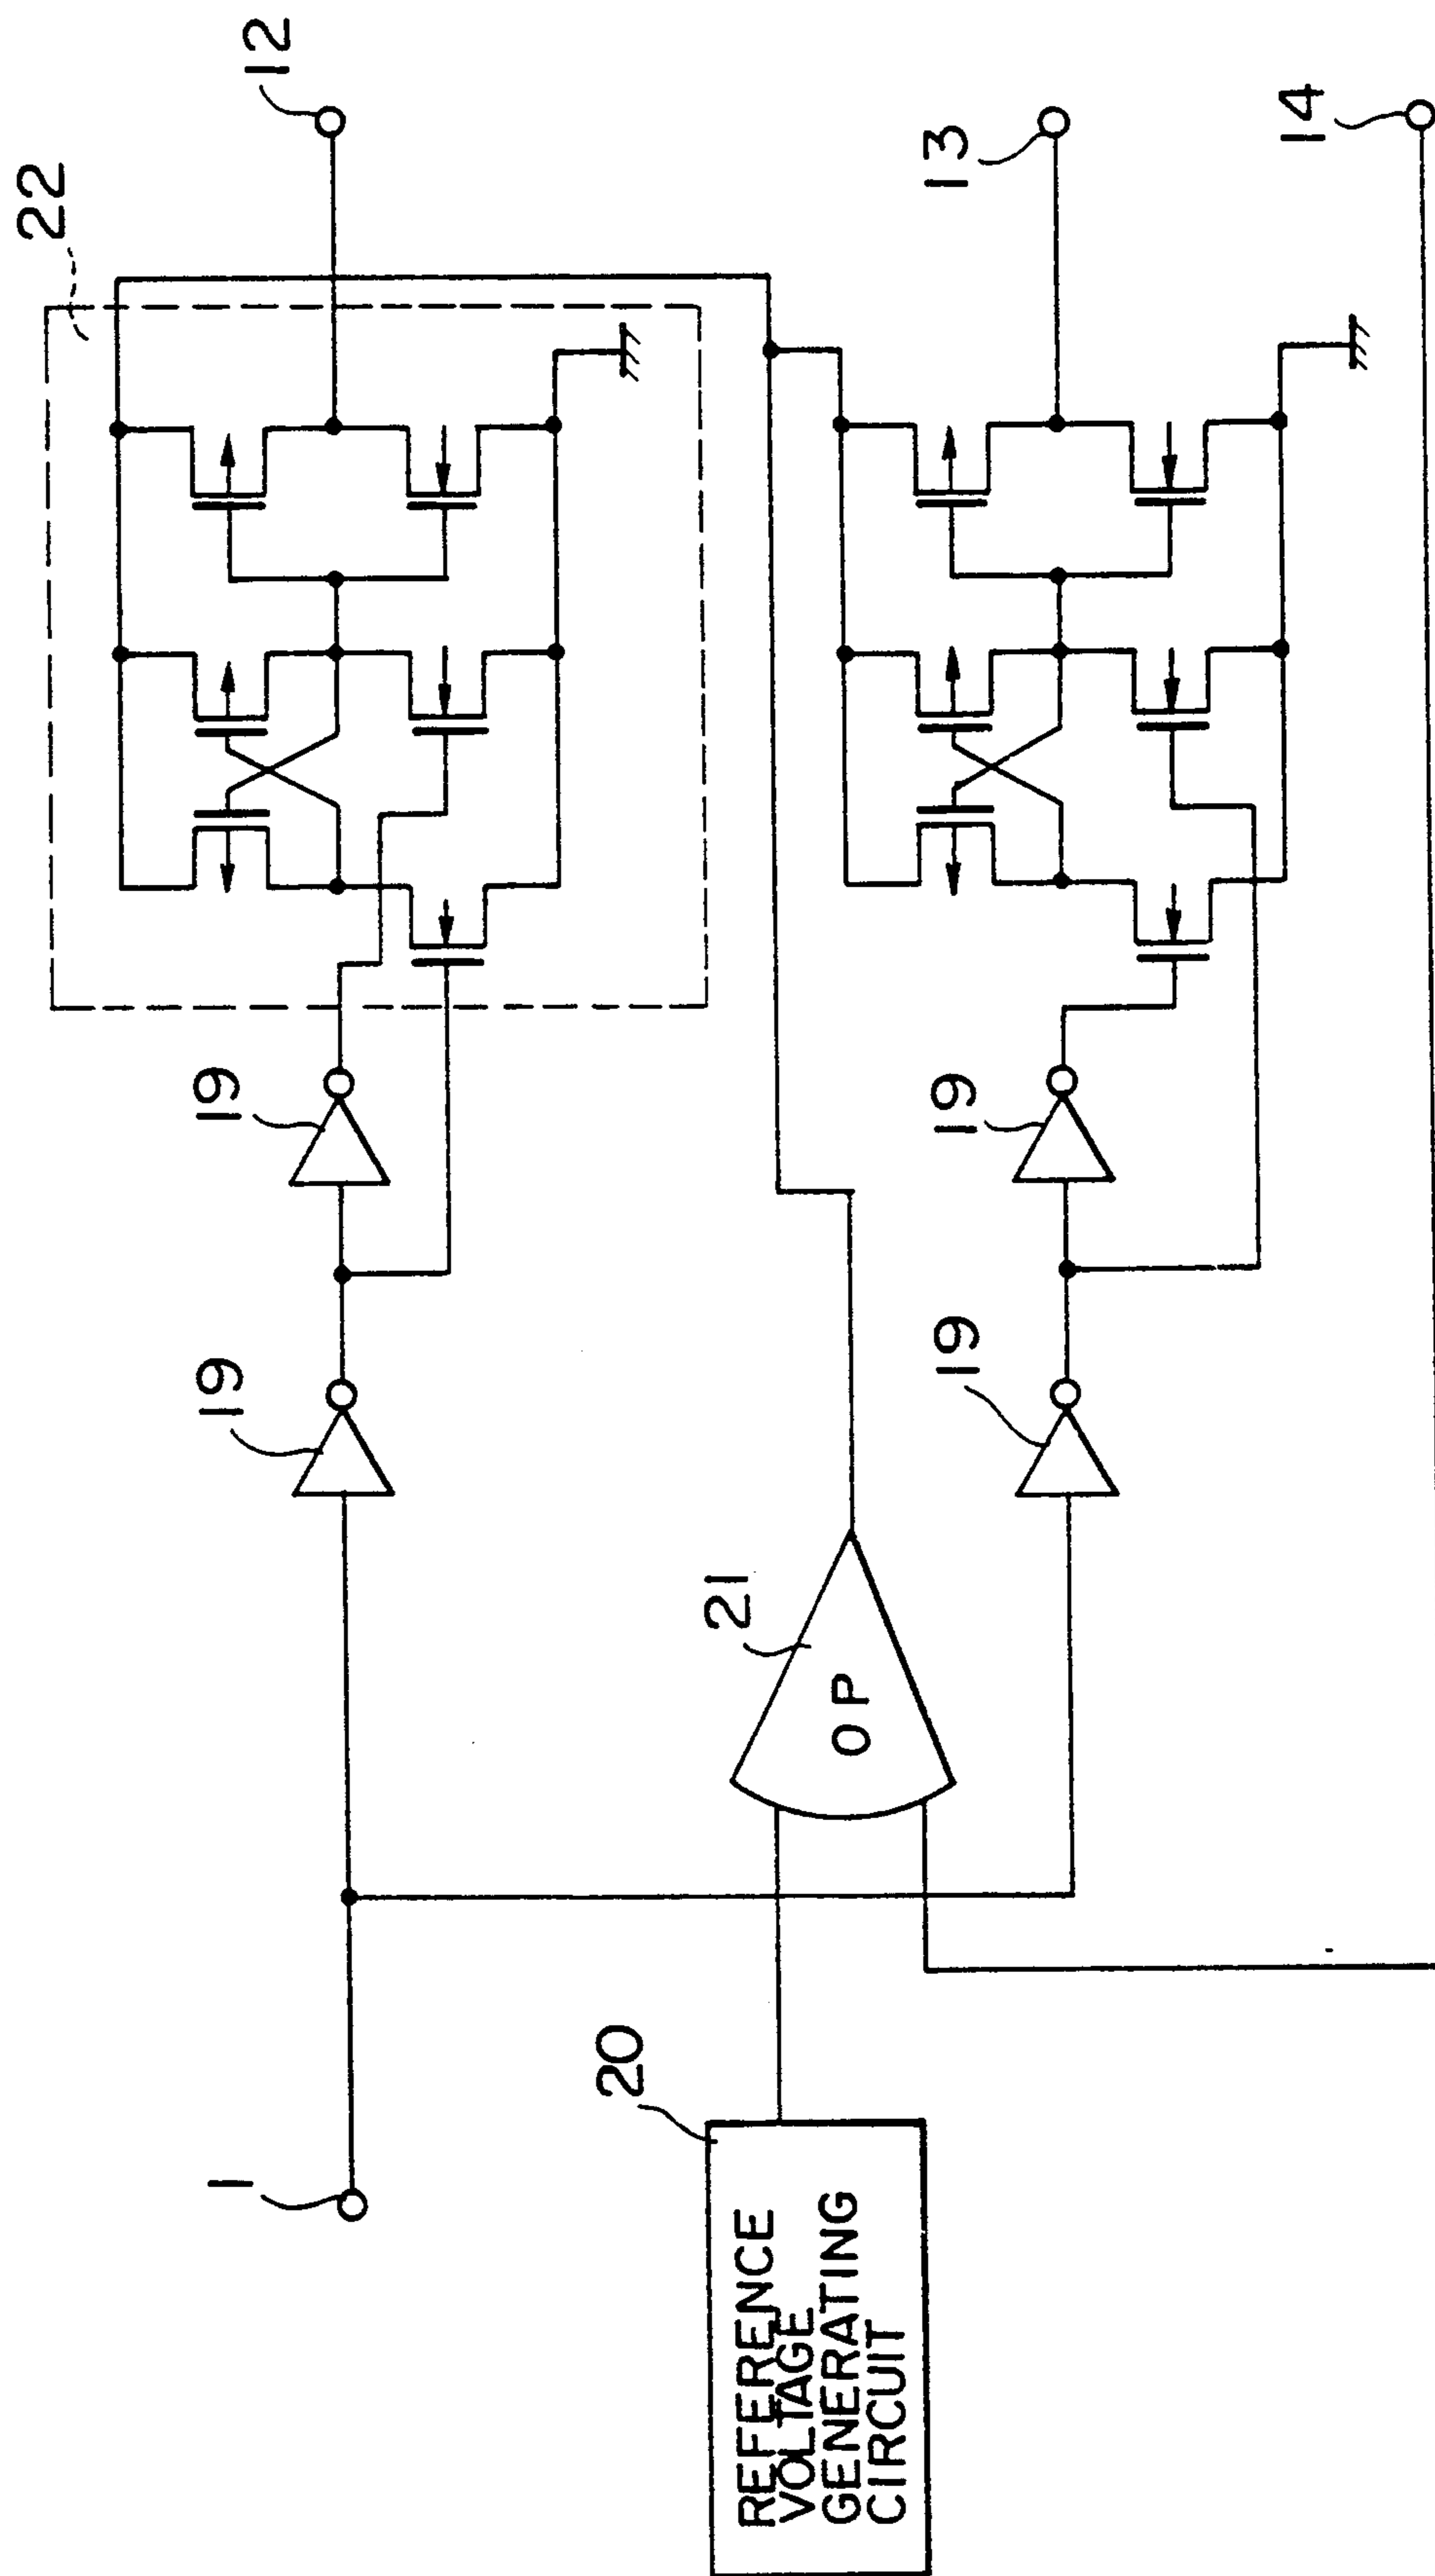 22
12
19
19
1
13
14
19
19
21
OP
20
REFERENCE
VOLTAGE
GENERATING
CIRCUIT